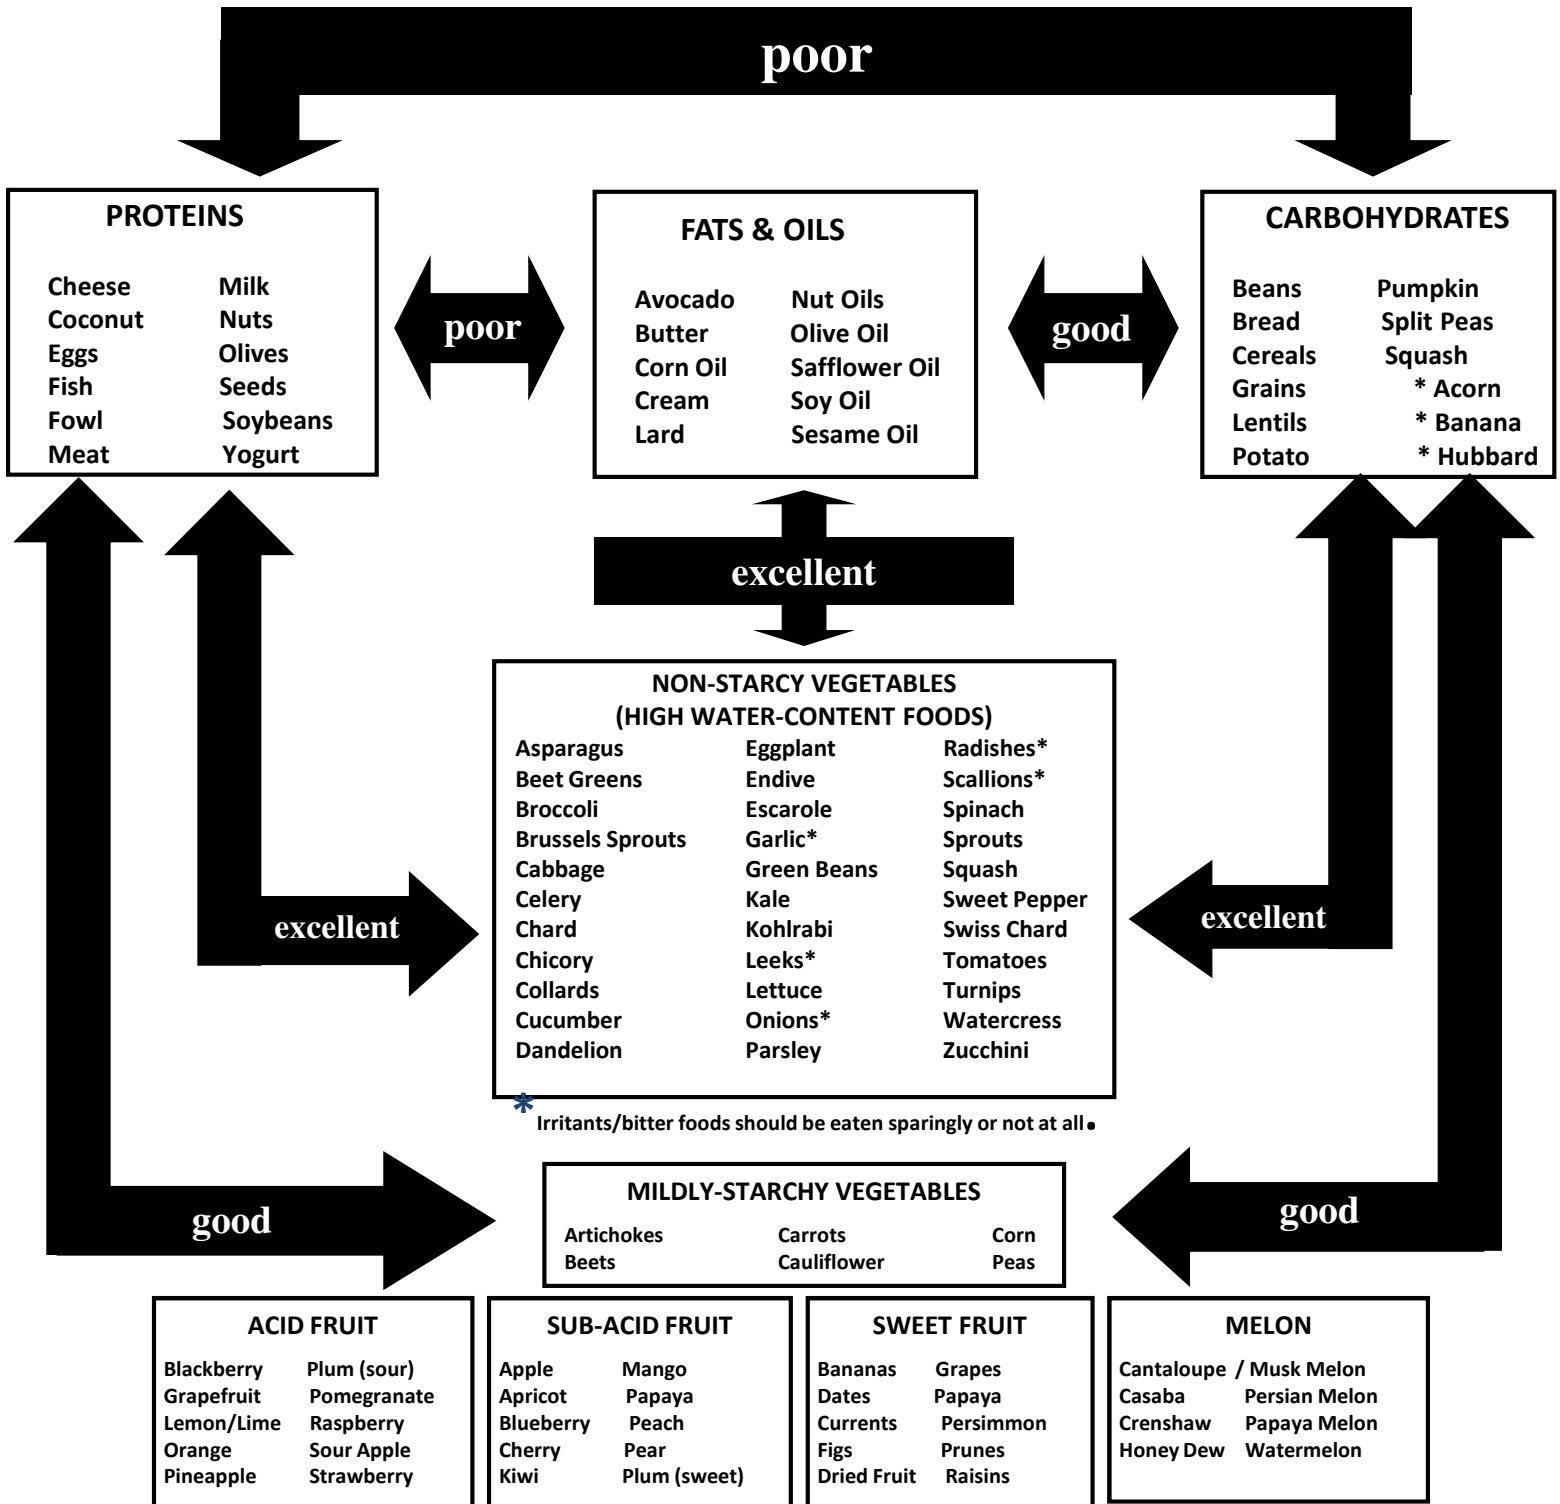 poor
PROTEINS
Cheese Milk
Coconut Nuts
Eggs Olives
Fish Seeds
Fowl Soybeans
Meat Yogurt
poor
FATS & OILS
Avocado Nut Oils
Butter Olive Oil
Corn Oil Safflower Oil
Cream Soy Oil
Lard Sesame Oil
good
CARBOHYDRATES
Beans Pumpkin
Bread Split Peas
Cereals Squash
Grains * Acorn
Lentils * Banana
Potato * Hubbard
excellent
NON-STARCY VEGETABLES
(HIGH WATER-CONTENT FOODS)
Asparagus Eggplant Radishes*
Beet Greens Endive Scallions*
Broccoli Escarole Spinach
Brussels Sprouts Garlic* Sprouts
Cabbage Green Beans Squash
Celery Kale Sweet Pepper
Chard Kohlrabi Swiss Chard
Chicory Leeks* Tomatoes
Collards Lettuce Turnips
Cucumber Onions* Watercress
Dandelion Parsley Zucchini
excellent
excellent
* Irritants/bitter foods should be eaten sparingly or not at all.
good
MILDLY-STARCHY VEGETABLES
Artichokes Carrots Corn
Beets Cauliflower Peas
good
ACID FRUIT
Blackberry Plum (sour)
Grapefruit Pomegranate
Lemon/Lime Raspberry
Orange Sour Apple
Pineapple Strawberry
SUB-ACID FRUIT
Apple Mango
Apricot Papaya
Blueberry Peach
Cherry Pear
Kiwi Plum (sweet)
SWEET FRUIT
Bananas Grapes
Dates Papaya
Currents Persimmon
Figs Prunes
Dried Fruit Raisins
MELON
Cantaloupe / Musk Melon
Casaba Persian Melon
Crenshaw Papaya Melon
Honey Dew Watermelon